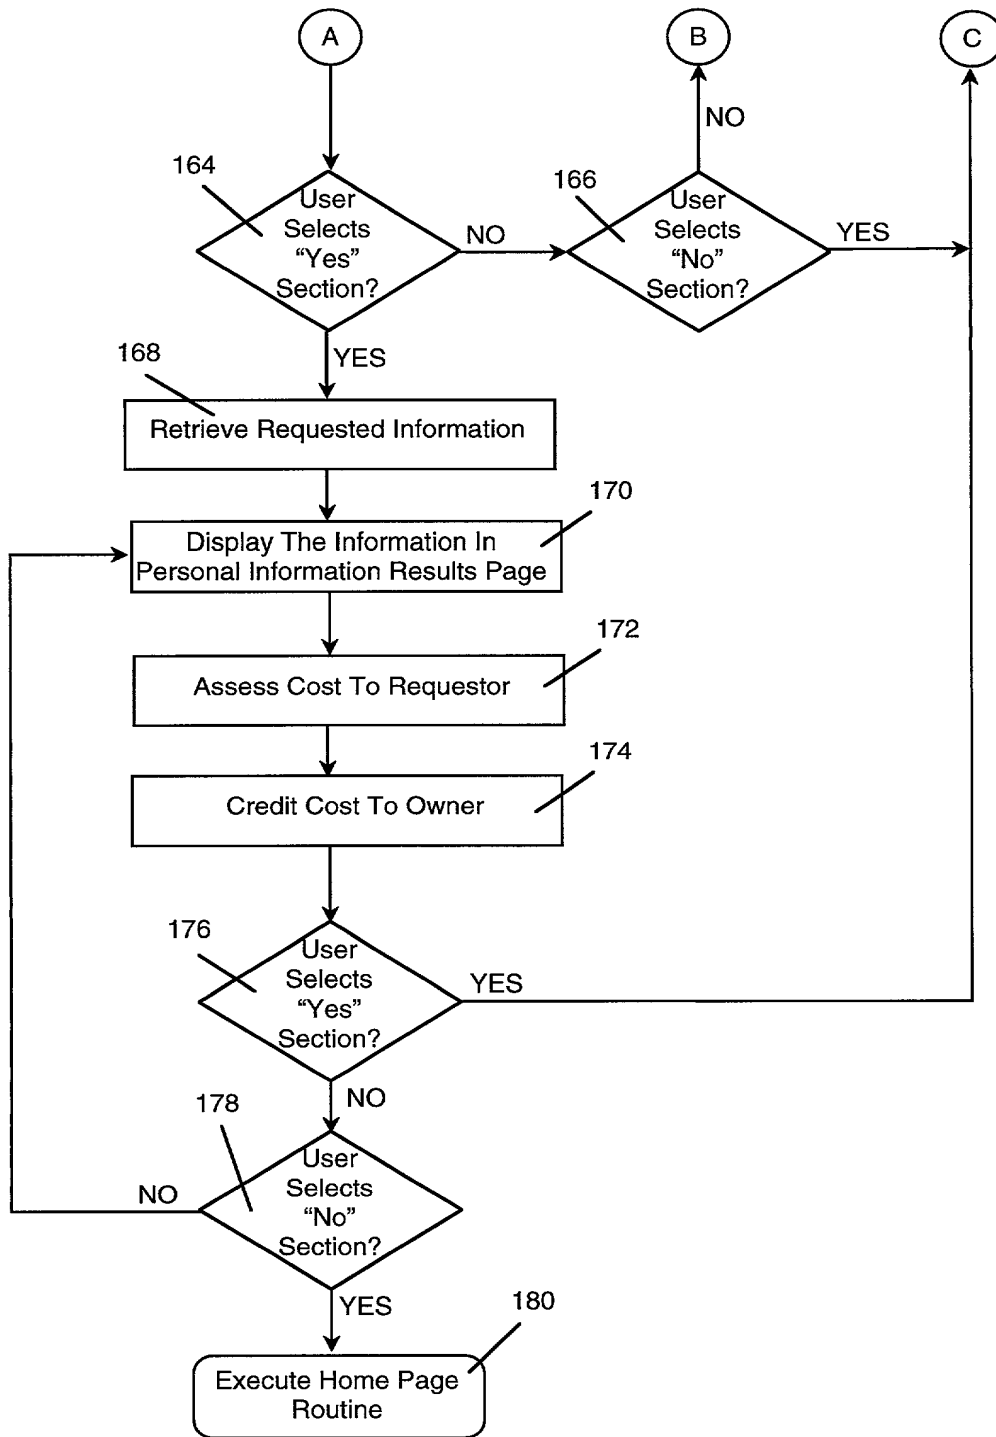 A
B
C
NO
164
User
Selects
“Yes”
Section?
NO
166
User
Selects
“No”
Section?
YES
YES
168
Retrieve Requested Information
170
Display The Information In
Personal Information Results Page
172
Assess Cost To Requestor
174
Credit Cost To Owner
176
User
Selects
“Yes”
Section?
YES
NO
178
User
Selects
“No”
Section?
NO
YES
180
Execute Home Page
Routine